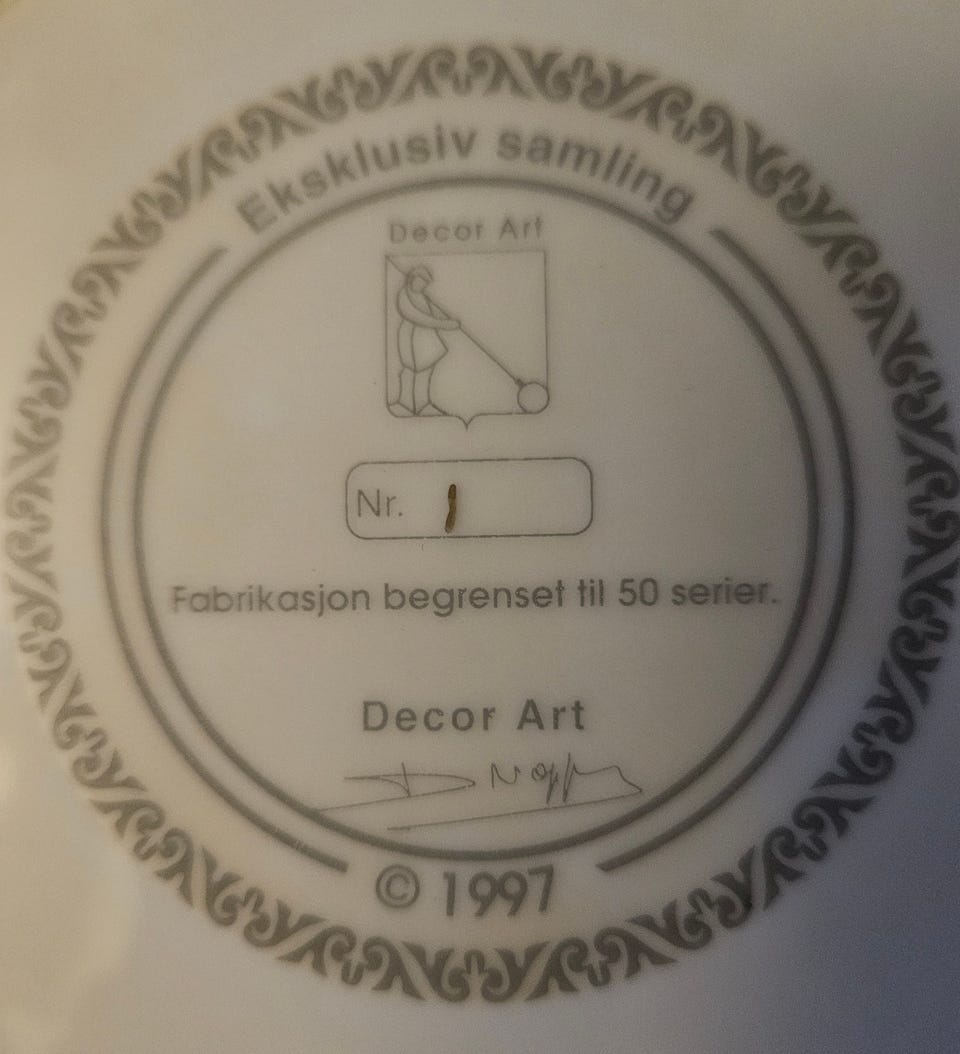 Eksklusiv samling
Decor Art
Nr. 1
Fabrikasjon begrenset til 50 serier.
Decor Art
© 1997